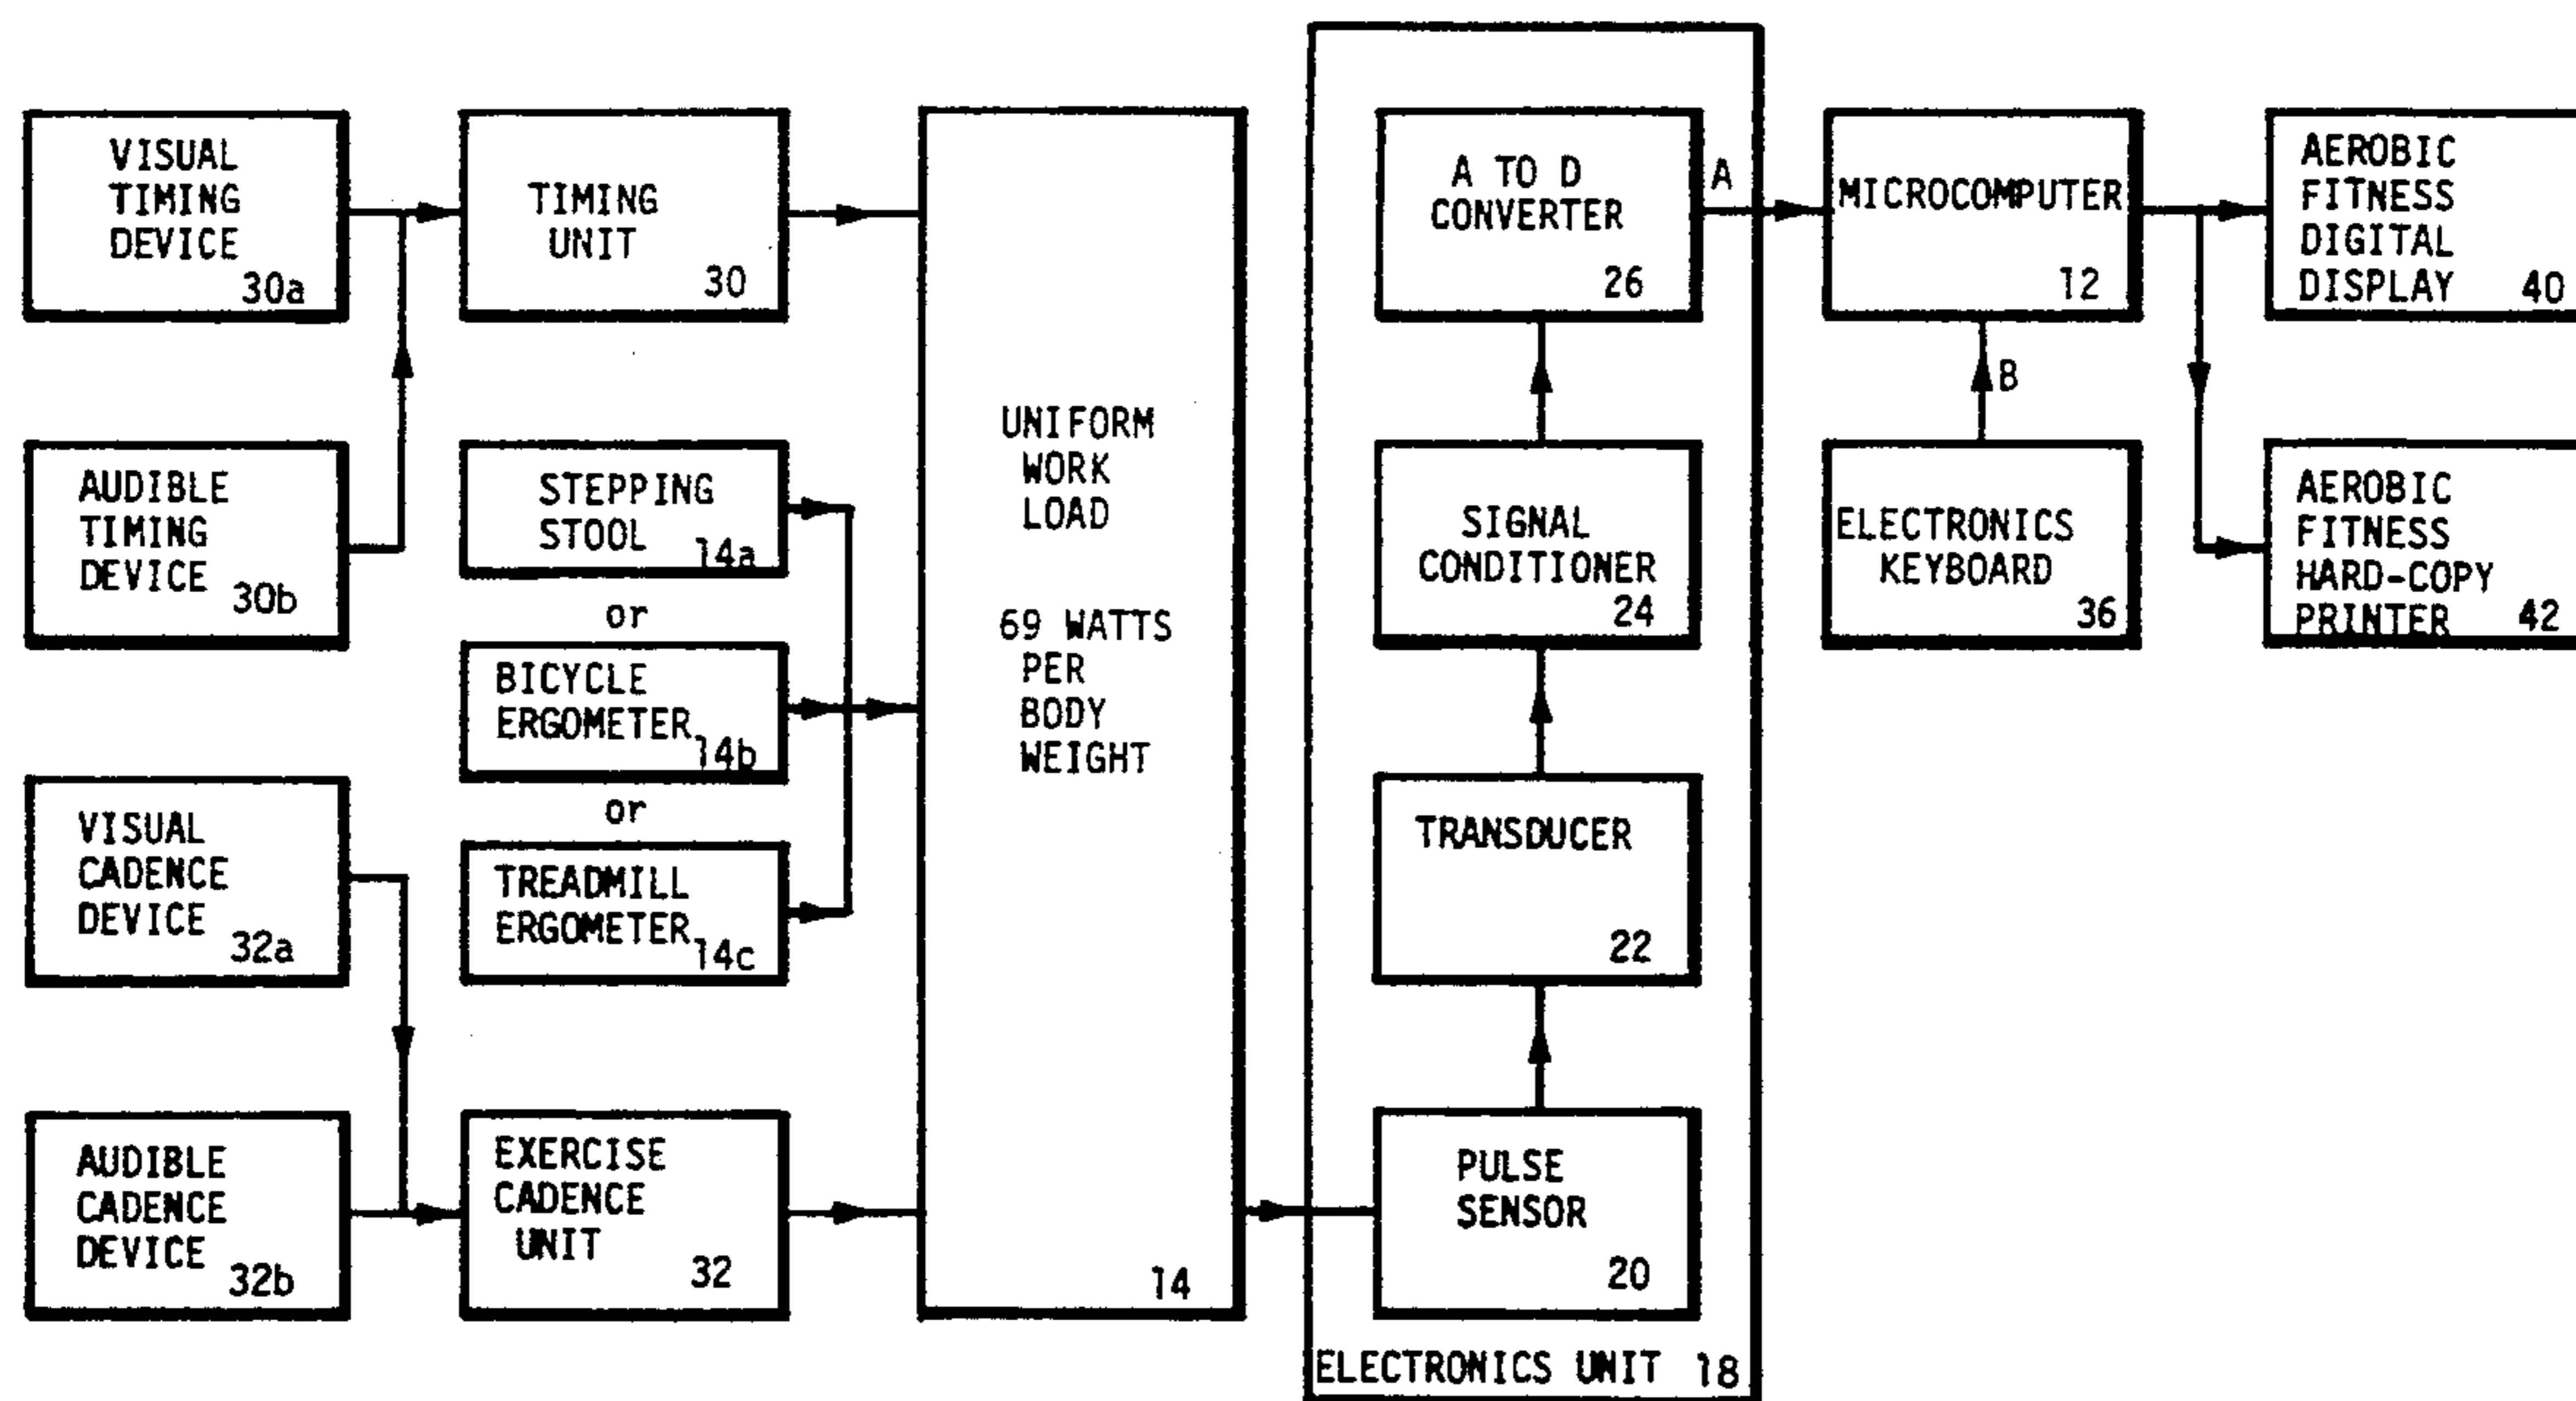 VISUAL
TIMING
DEVICE
30a
TIMING
UNIT
30
AUDIBLE
TIMING
DEVICE
30b
STEPPING
STOOL
14a
or
BICYCLE
ERGOMETER
14b
or
TREADMILL
ERGOMETER
14c
VISUAL
CADENCE
DEVICE
32a
AUDIBLE
CADENCE
DEVICE
32b
EXERCISE
CADENCE
UNIT
32
UNIFORM
WORK
LOAD
69 WATTS
PER
BODY
WEIGHT
14
A TO D
CONVERTER
26
A
SIGNAL
CONDITIONER
24
TRANSDUCER
22
PULSE
SENSOR
20
ELECTRONICS UNIT 18
MICROCOMPUTER
12
B
ELECTRONICS
KEYBOARD
36
AEROBIC
FITNESS
DIGITAL
DISPLAY
40
AEROBIC
FITNESS
HARD-COPY
PRINTER
42